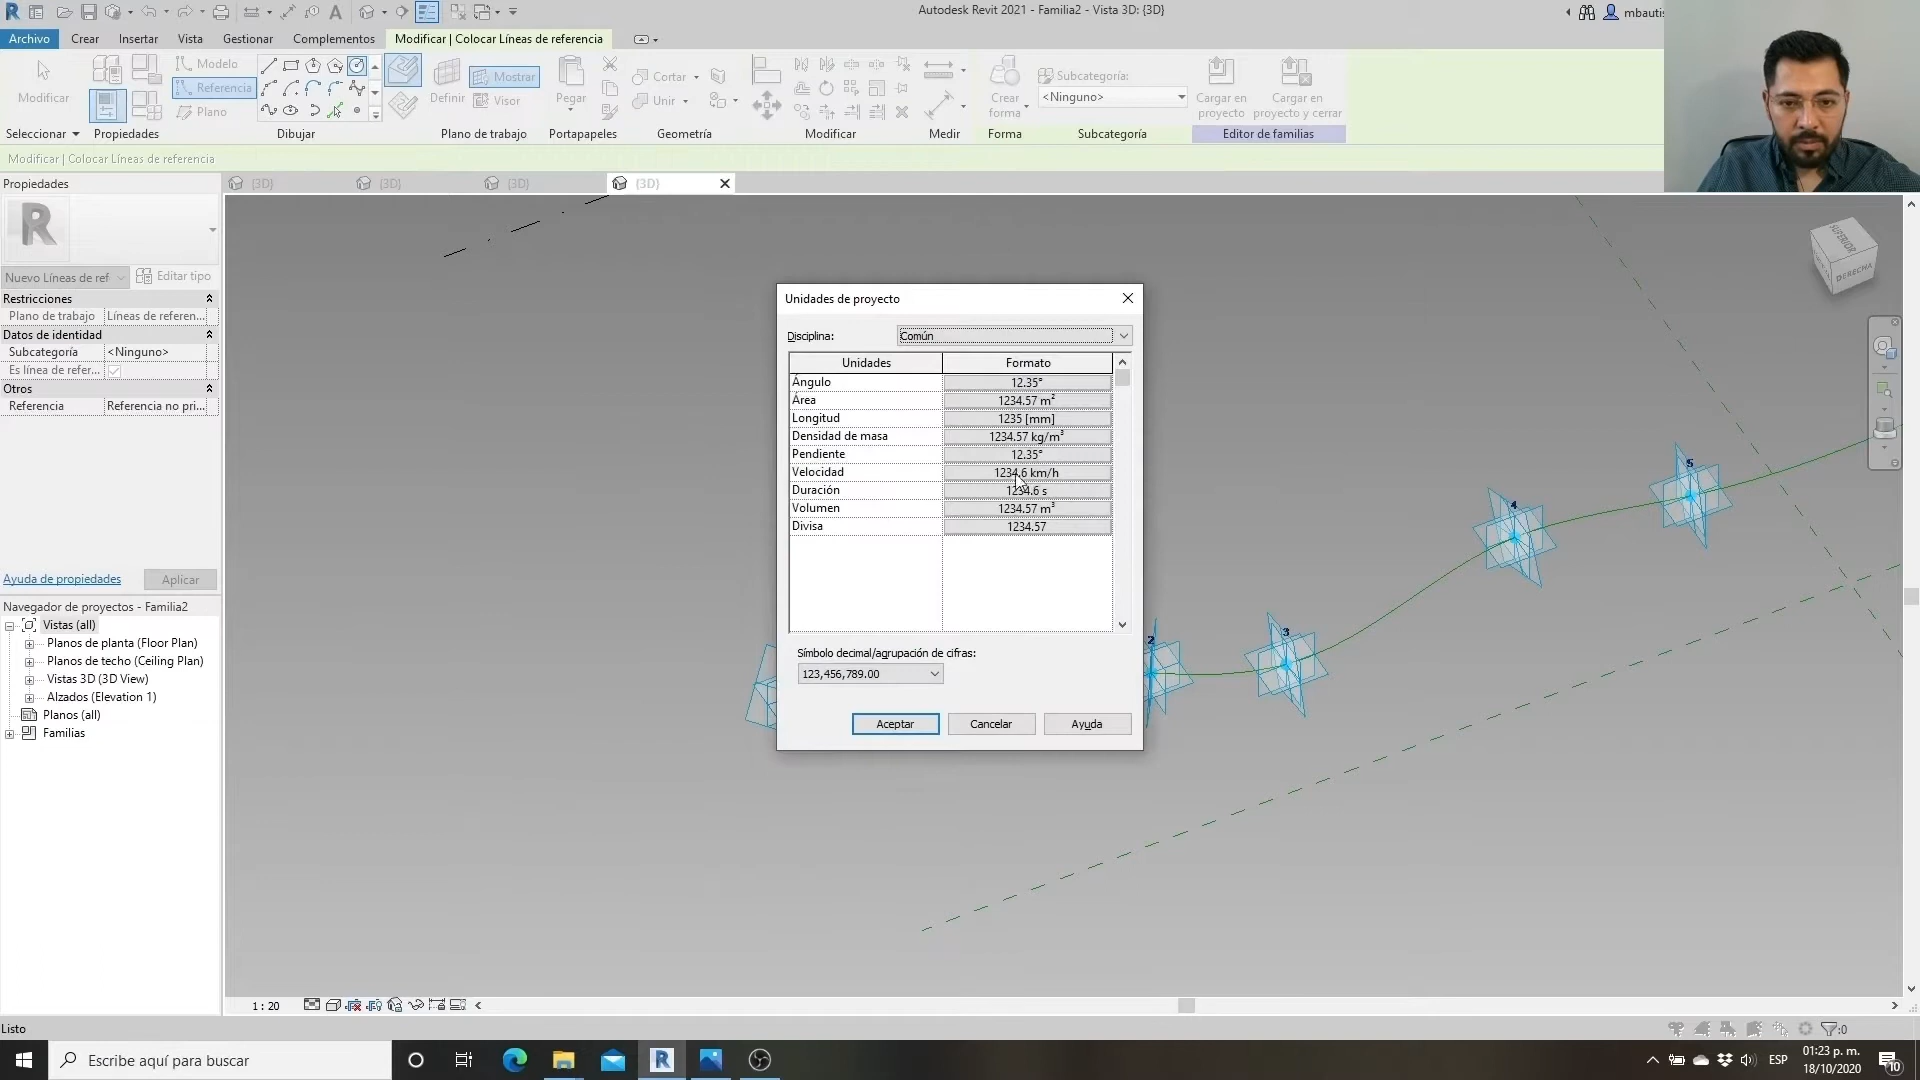 Autodesk Revit 2021 - Familia2 - Vista 3D: {3D}
mbautis
Archivo Crear Insertar Vista Gestionar Complementos Modificar | Colocar Líneas de referencia
Modificar
Modelo
Referencia
Plano
Definir
Mostrar
Visor
Pegar
Cortar
Unir
Crear forma
Subcategoría:
<Ninguno>
Cargar en proyecto
Cargar en proyecto y cerrar
Seleccionar Propiedades Dibujar Plano de trabajo Portapapeles Geometría Modificar Medir Forma Subcategoría Editor de familias
Modificar | Colocar Líneas de referencia
Propiedades
{3D} {3D} {3D} {3D}
Nuevo Líneas de ref
Editar tipo
Restricciones
Plano de trabajo Líneas de referen...
Datos de identidad
Subcategoría <Ninguno>
Es línea de refer...
Otros
Referencia Referencia no pri...
Ayuda de propiedades Aplicar
Navegador de proyectos - Familia2
Vistas (all)
Planos de planta (Floor Plan)
Planos de techo (Ceiling Plan)
Vistas 3D (3D View)
Alzados (Elevation 1)
Planos (all)
Familias
Unidades de proyecto
Disciplina: Común
Unidades Formato
Ángulo 12.35°
Área 1234.57 m²
Longitud 1235 [mm]
Densidad de masa 1234.57 kg/m³
Pendiente 12.35°
Velocidad 1234.6 km/h
Duración 1234.6 s
Volumen 1234.57 m³
Divisa 1234.57
Símbolo decimal/agrupación de cifras:
123,456,789.00
Aceptar Cancelar Ayuda
2
3
4
5
SUPERIOR
DERECHA
1 : 20
Listo
:0
Escribe aquí para buscar
ESP
01:23 p. m.
18/10/2020
10